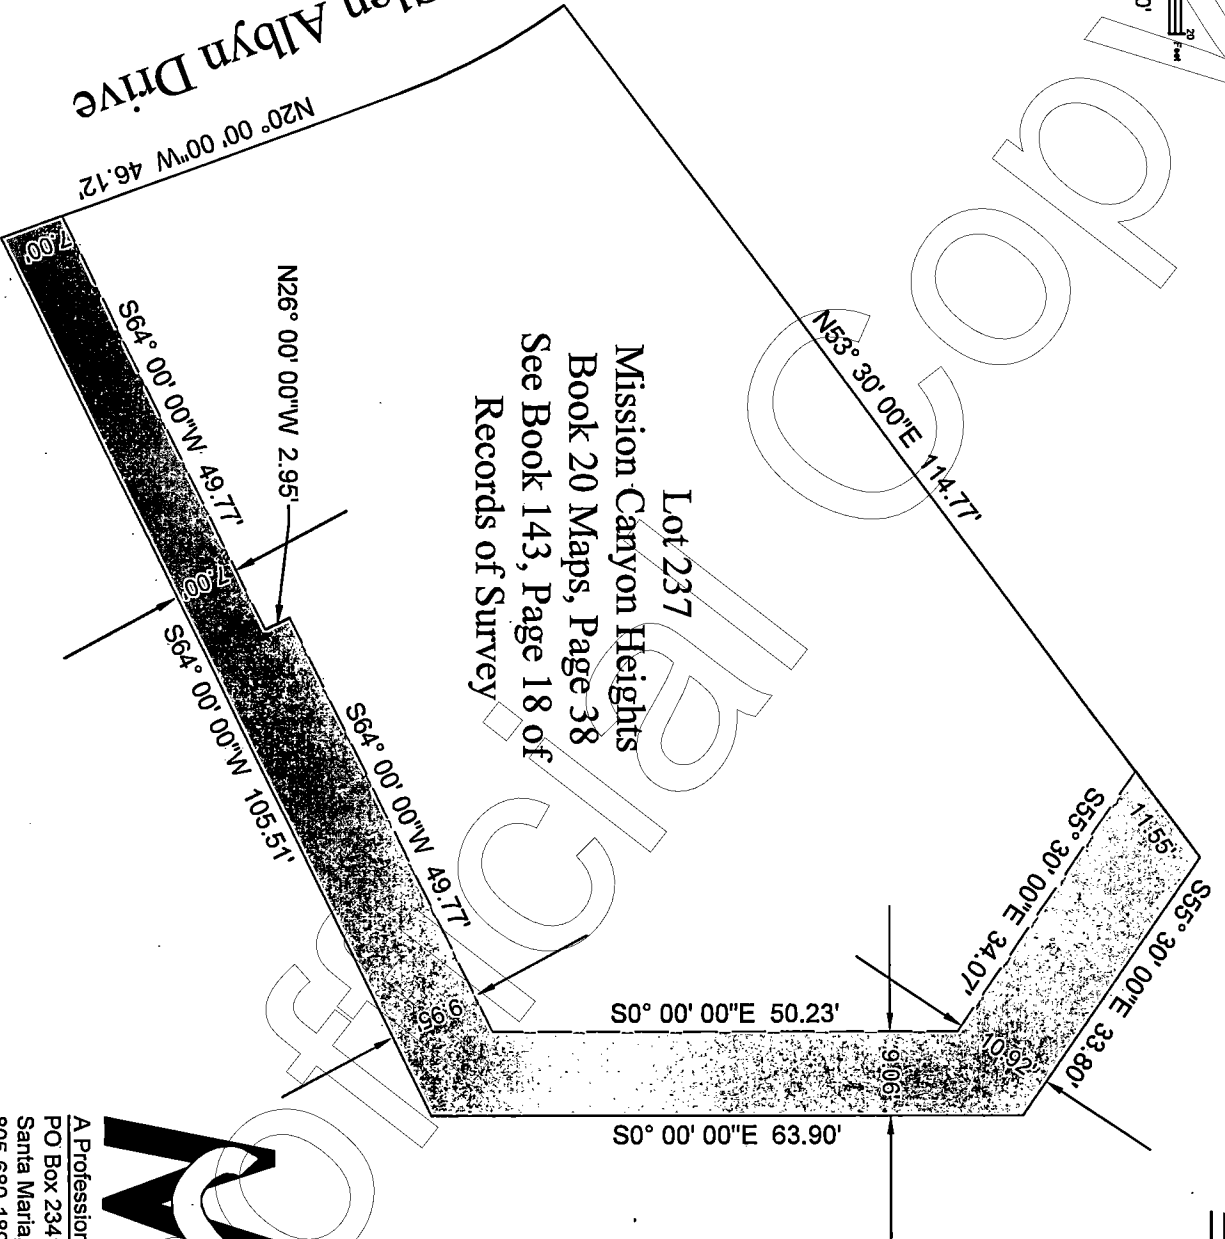 20
Feet
Albyn Drive
N20° 00' 00"W 46.12'
7.00'
S64° 00' 00"W 49.77'
N26° 00' 00"W 2.95'
7.00'
S64° 00' 00"W 105.51'
S64° 00' 00"W 49.77'
9.95
Lot 237
Mission Canyon Heights
Book 20 Maps, Page 38
See Book 143, Page 18 of
Records of Survey
N53° 30' 00"E 114.77'
11.55'
S55° 30' 00"E 34.07'
S55° 30' 00"E 33.80'
10.92'
S0° 00' 00"E 50.23'
9.06'
S0° 00' 00"E 63.90'
official Copy
A Profession
PO Box 234
Santa Maria,